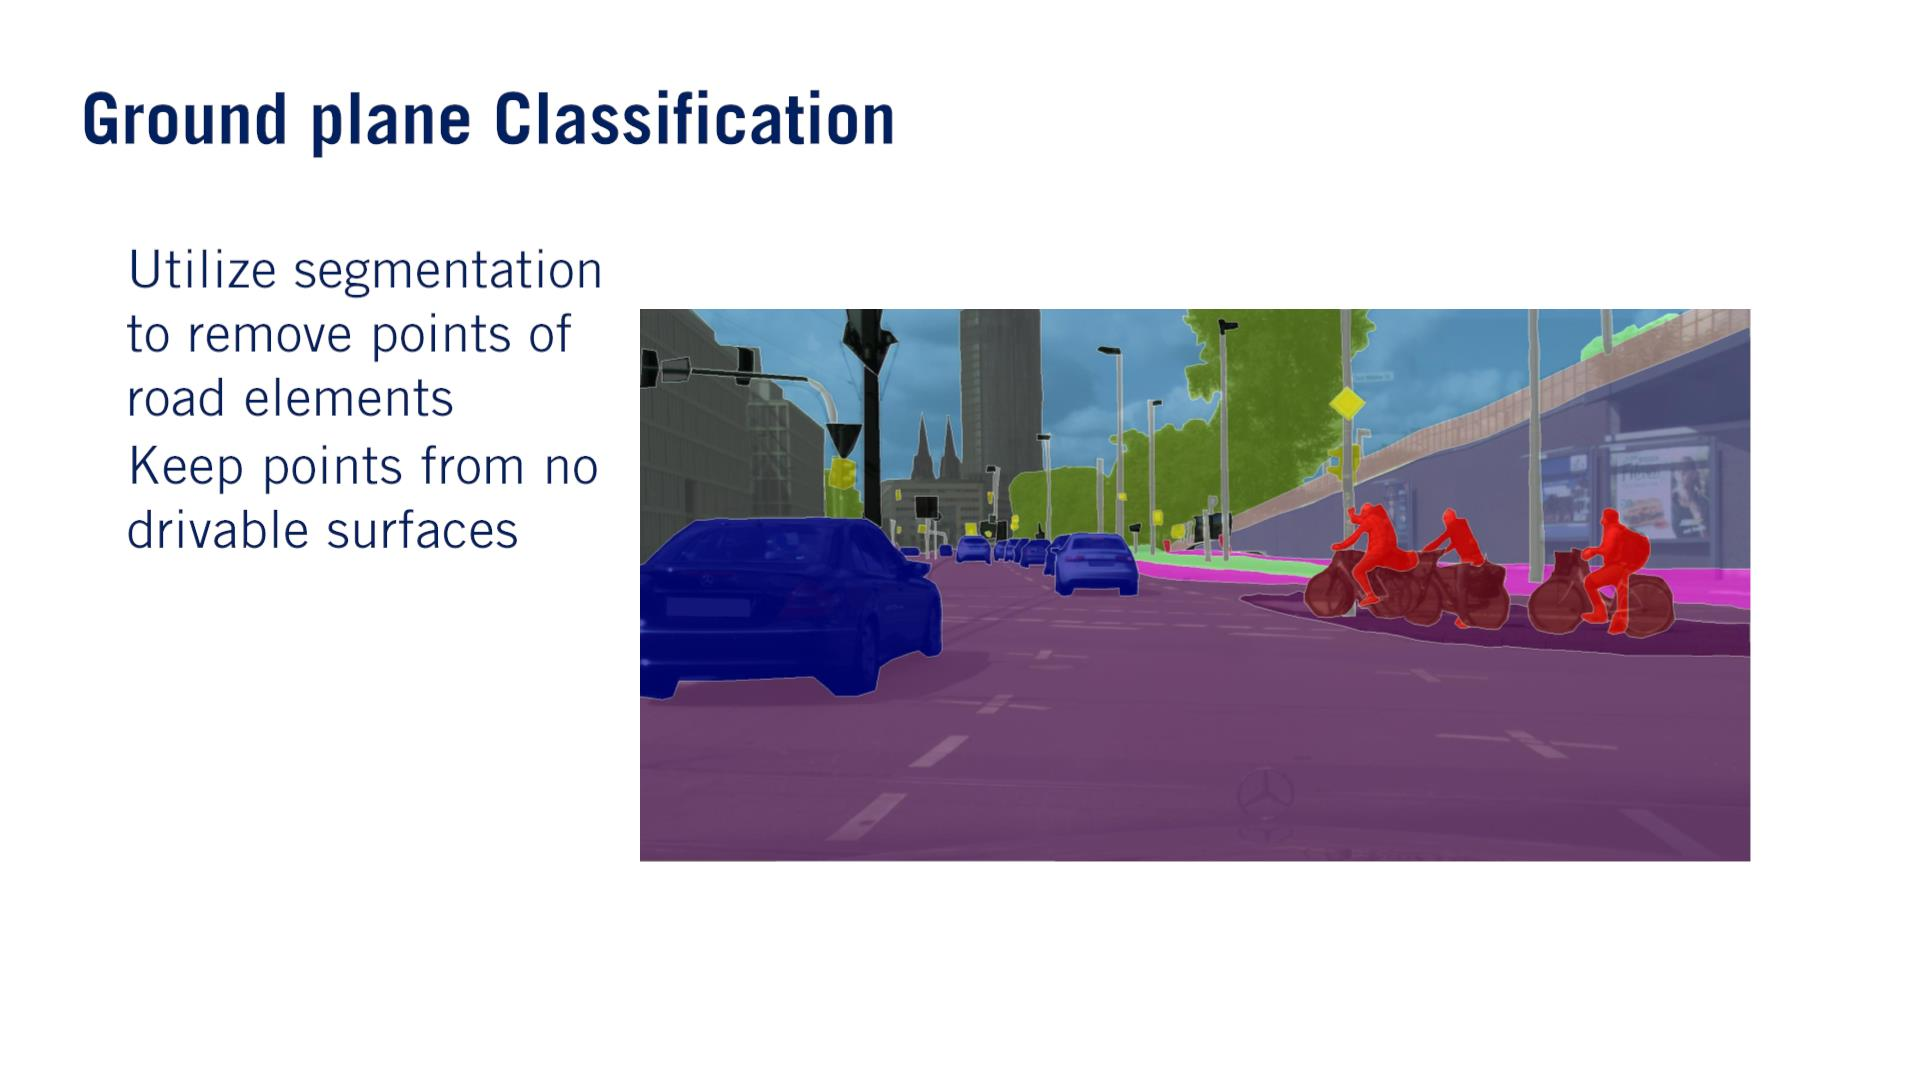 Ground plane Classification
Utilize segmentation
to remove points of
road elements
Keep points from no
drivable surfaces